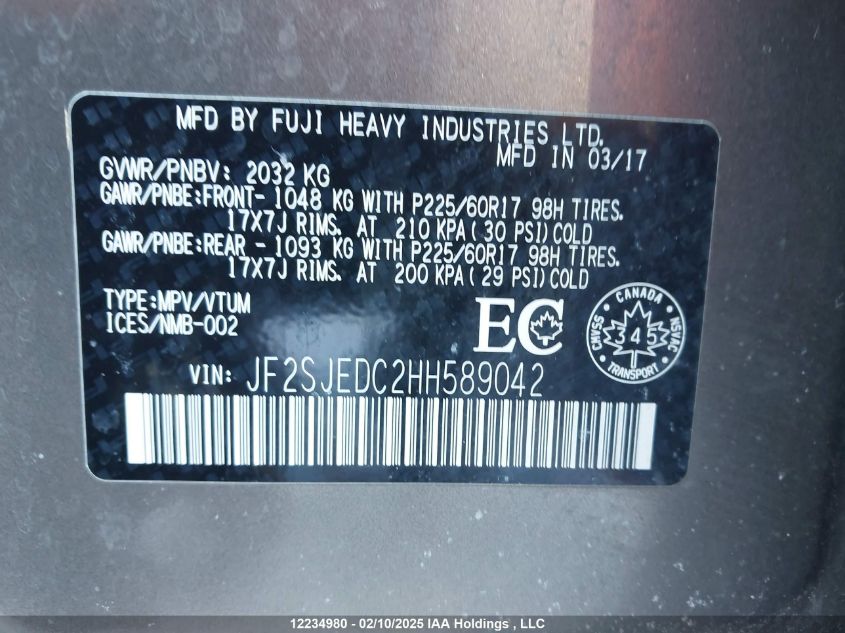 MFD BY FUJI HEAVY INDUSTRIES LTD.
MFD IN 03/17
GVWR/PNBV: 2032 KG
GAWR/PNBE:FRONT- 1048 KG WITH P225/60R17 98H TIRES.
17X7J RIMS. AT 210 KPA(30 PSI)COLD
GAWR/PNBE:REAR - 1093 KG WITH P225/60R17 98H TIRES.
17X7J RIMS. AT 200 KPA(29 PSI)COLD
TYPE:MPV/VTUM
ICES/NMB-002
EC
CANADA
CMVSS
345
NSVAC
TRANSPORT
VIN: JF2SJEDC2HH589042
12234980 - 02/10/2025 IAA Holdings , LLC